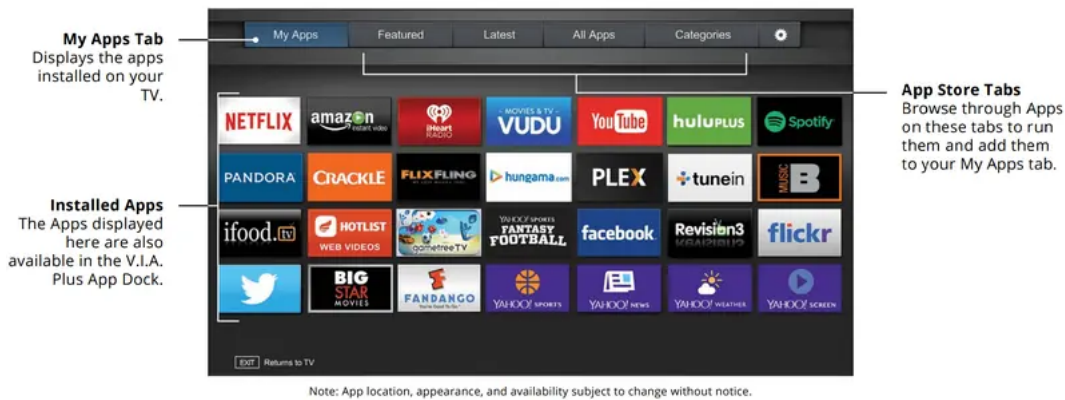 My Apps Tab
Displays the apps
installed on your
TV.
Installed Apps
The Apps displayed
here are also
available in the V.I.A.
Plus App Dock.
My Apps Featured Latest All Apps Categories
NETFLIX amazon instant video iHeart RADIO MOVIES & TV VUDU YouTube huluPLUS Spotify
PANDORA CRACKLE FLIXFLING hungama.com PLEX tunein MUSIC B
ifood.tv HOTLIST WEB VIDEOS gametreeTV YAHOO! SPORTS FANTASY FOOTBALL facebook Revision3 flickr
BIG STAR MOVIES FANDANGO YAHOO! SPORTS YAHOO! NEWS YAHOO! WEATHER YAHOO! SCREEN
EXIT Returns to TV
App Store Tabs
Browse through Apps
on these tabs to run
them and add them
to your My Apps tab.
Note: App location, appearance, and availability subject to change without notice.